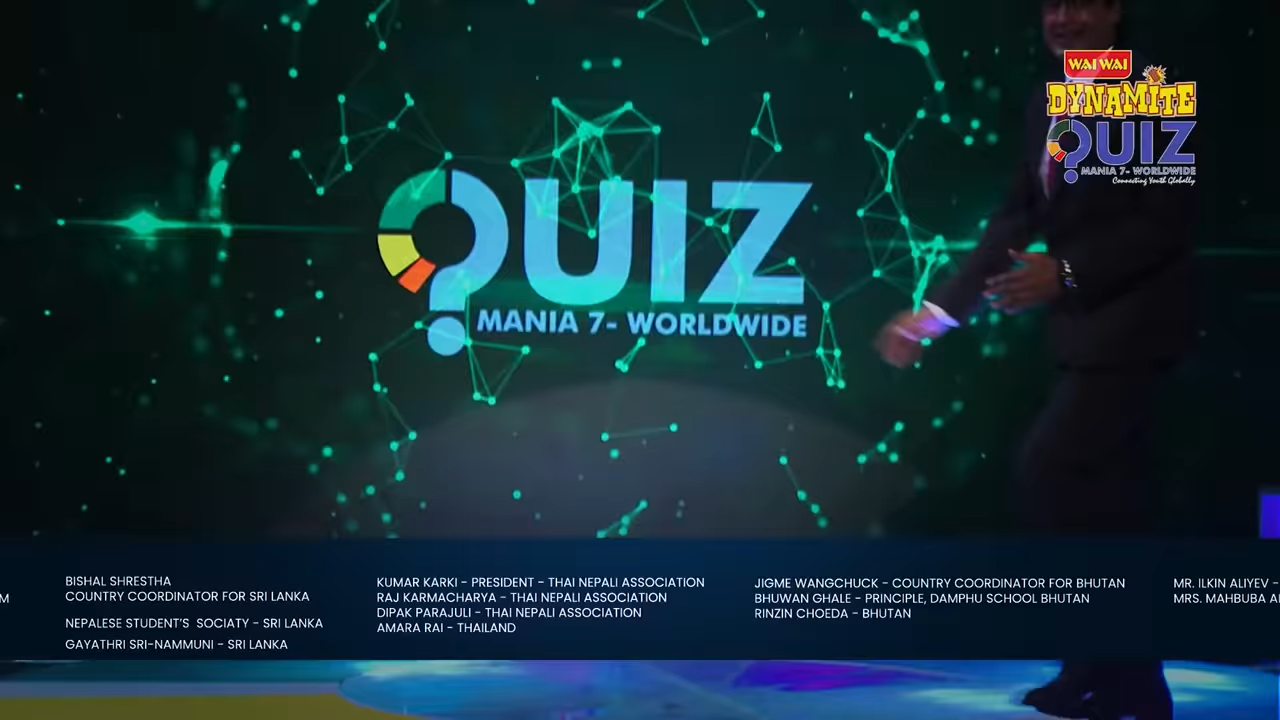 WAI WAI
DYNAMITE
QUIZ
MANIA 7- WORLDWIDE
Connecting Youth Globally
QUIZ
MANIA 7- WORLDWIDE
M
BISHAL SHRESTHA
COUNTRY COORDINATOR FOR SRI LANKA
NEPALESE STUDENT'S SOCIATY - SRI LANKA
GAYATHRI SRI-NAMMUNI - SRI LANKA
KUMAR KARKI - PRESIDENT - THAI NEPALI ASSOCIATION
RAJ KARMACHARYA - THAI NEPALI ASSOCIATION
DIPAK PARAJULI - THAI NEPALI ASSOCIATION
AMARA RAI - THAILAND
JIGME WANGCHUCK - COUNTRY COORDINATOR FOR BHUTAN
BHUWAN GHALE - PRINCIPLE, DAMPHU SCHOOL BHUTAN
RINZIN CHOEDA - BHUTAN
MR. ILKIN ALIYEV -
MRS. MAHBUBA